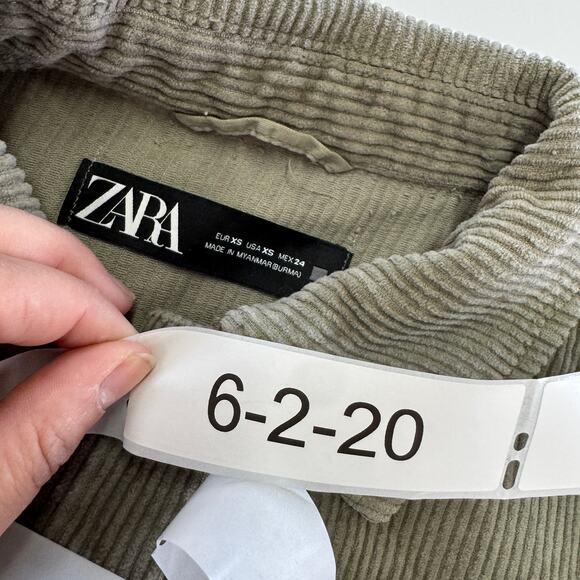 ZARA
EUR XS USA XS MEX 24
MADE IN MYANMAR(BURMA)
6-2-20